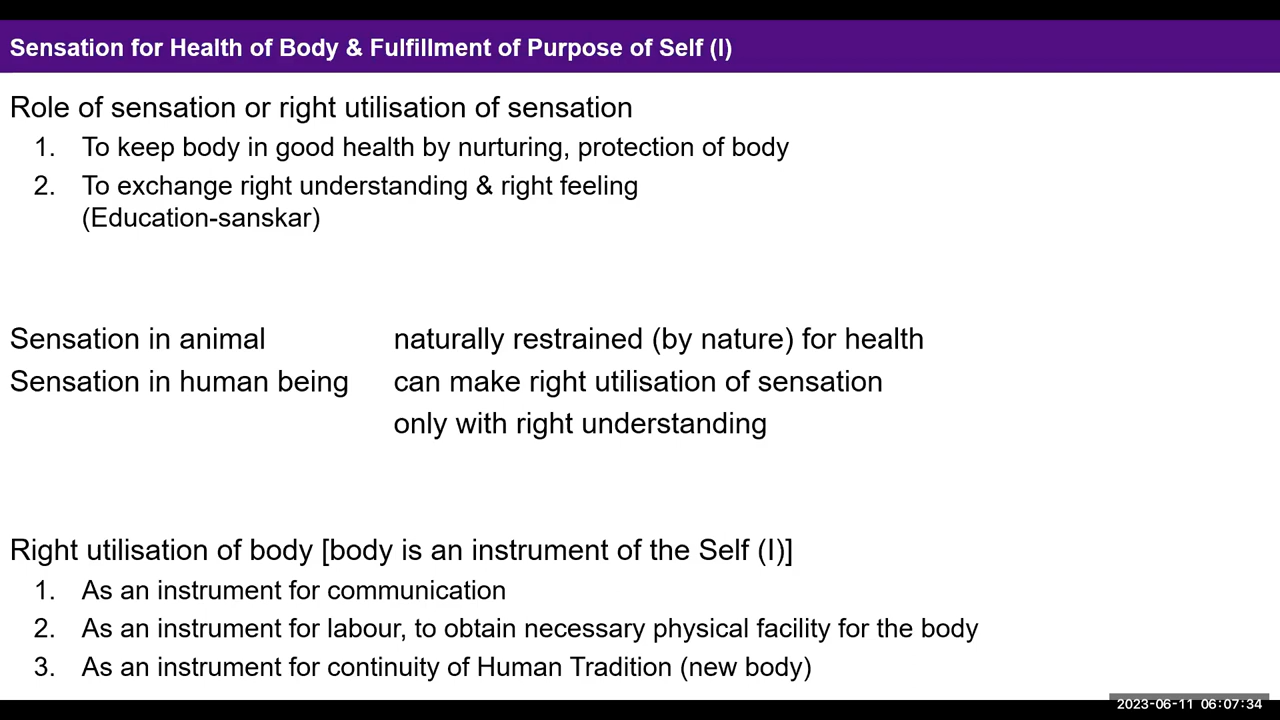 Sensation for Health of Body & Fulfillment of Purpose of Self (I)
Role of sensation or right utilisation of sensation
1. To keep body in good health by nurturing, protection of body
2. To exchange right understanding & right feeling
(Education-sanskar)
Sensation in animal naturally restrained (by nature) for health
Sensation in human being can make right utilisation of sensation
only with right understanding
Right utilisation of body [body is an instrument of the Self (I)]
1. As an instrument for communication
2. As an instrument for labour, to obtain necessary physical facility for the body
3. As an instrument for continuity of Human Tradition (new body)
2023-06-11 06:07:34